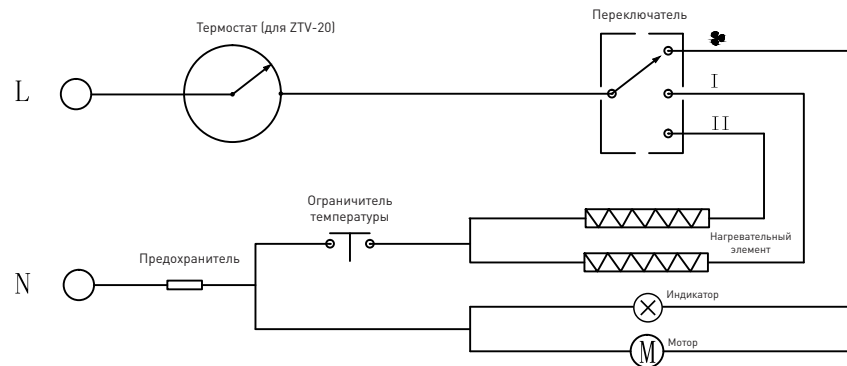 Переключатель
Термостат (для ZTV-20)
L
I
II
Ограничитель
температуры
Предохранитель
Нагревательный
элемент
N
Индикатор
M
Мотор